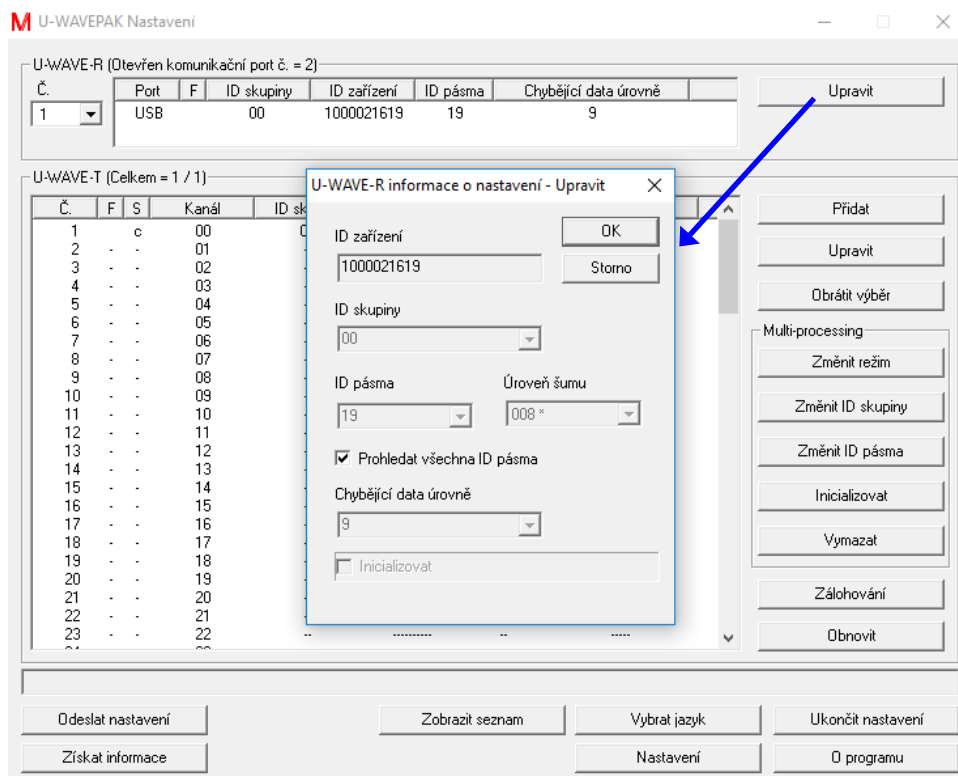 U-WAVEPAK Nastavení
U-WAVE-R (Otevřen komunikační port č. = 2)
Č. Port F ID skupiny ID zařízení ID pásma Chybějící data úrovně
1 USB 00 1000021619 19 9
Upravit
U-WAVE-T (Celkem = 1 / 1)
Č. F S Kanál ID sk
1 c 00 0
2 - - 01
3 - - 02
4 - - 03
5 - - 04
6 - - 05
7 - - 06
8 - - 07
9 - - 08
10 - - 09
11 - - 10
12 - - 11
13 - - 12
14 - - 13
15 - - 14
16 - - 15
17 - - 16
18 - - 17
19 - - 18
20 - - 19
21 - - 20
22 - - 21
23 - - 22 -- ---------- -- -----
U-WAVE-R informace o nastavení - Upravit
ID zařízení
OK
1000021619
Storno
ID skupiny
00
ID pásma Úroveň šumu
19 008 *
Prohledat všechna ID pásma
Chybějící data úrovně
9
Inicializovat
Přidat
Upravit
Obrátit výběr
Multi-processing
Změnit režim
Změnit ID skupiny
Změnit ID pásma
Inicializovat
Vymazat
Zálohování
Obnovit
Odeslat nastavení Zobrazit seznam Vybrat jazyk Ukončit nastavení
Získat informace Nastavení O programu